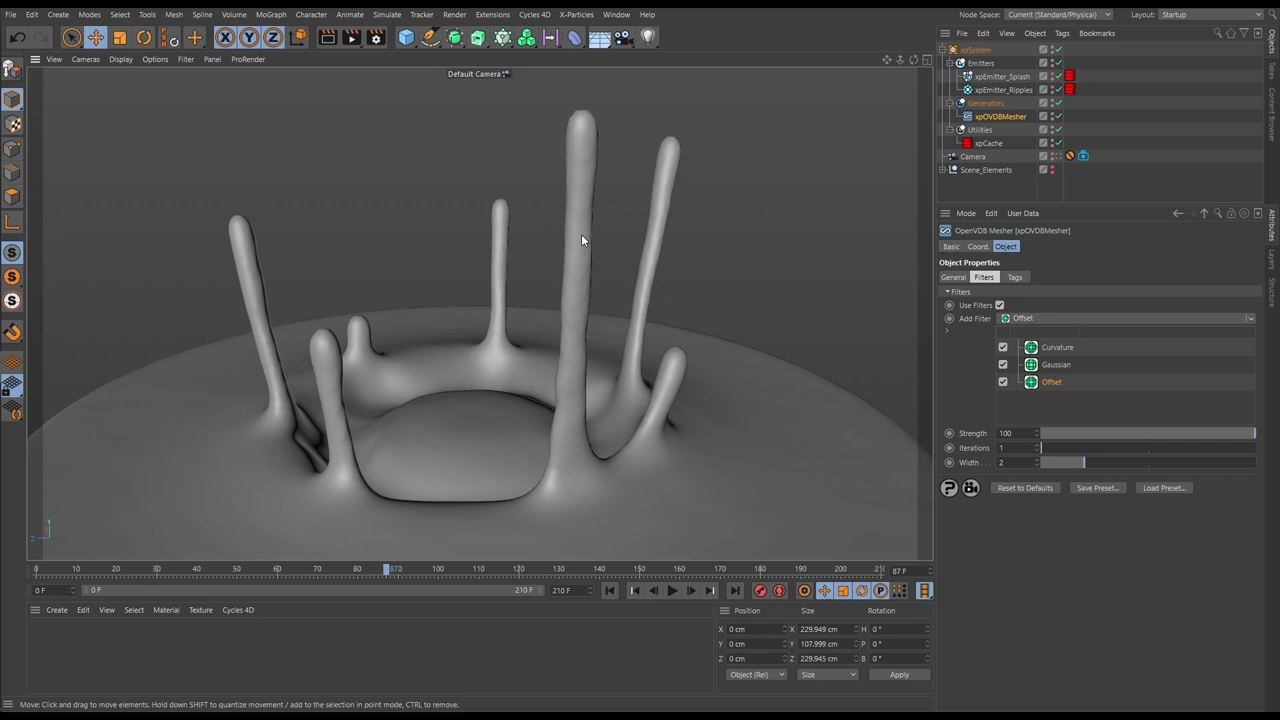 File Edit Create Modes Select Tools Mesh Spline Volume MoGraph Character Animate Simulate Tracker Render Extensions Cycles 4D X-Particles Window Help
Node Space: Current (Standard/Physical) Layout: Startup
View Cameras Display Options Filter Panel ProRender
Default Camera
File Edit View Object Tags Bookmarks
xpSystem
Emitters
xpEmitter_Splash
xpEmitter_Ripples
Generators
xpOVDBMesher
Utilities
xpCache
Camera
Scene_Elements
Objects
Takes
Content Browser
Attributes
Layers
Structure
Mode Edit User Data
OpenVDB Mesher [xpOVDBMesher]
Basic Coord. Object
Object Properties
General Filters Tags
Filters
Use Filters
Add Filter Offset
Curvature
Gaussian
Offset
Strength 100
Iterations 1
Width . . . 2
Reset to Defaults Save Preset... Load Preset...
Y
Z
0 10 20 30 40 50 60 70 80 870 100 110 120 130 140 150 160 170 180 190 200 21 87 F
0 F 0 F 210 F 210 F
Create Edit View Select Material Texture Cycles 4D
Position Size Rotation
X 0 cm X 229.949 cm H 0 °
Y 0 cm Y 107.999 cm P 0 °
Z 0 cm Z 229.945 cm B 0 °
Object (Rel) Size Apply
Move: Click and drag to move elements. Hold down SHIFT to quantize movement / add to the selection in point mode, CTRL to remove.